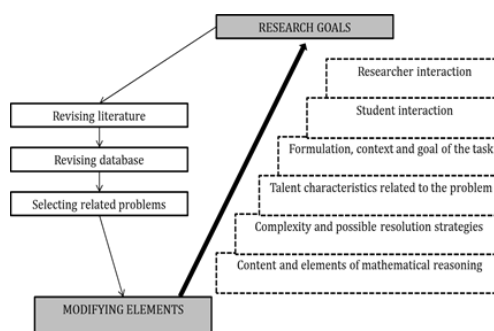 RESEARCH GOALS
Researcher interaction
Student interaction
Formulation, context and goal of the task
Talent characteristics related to the problem
Complexity and possible resolution strategies
Content and elements of mathematical reasoning
Revising literature
Revising database
Selecting related problems
MODIFYING ELEMENTS